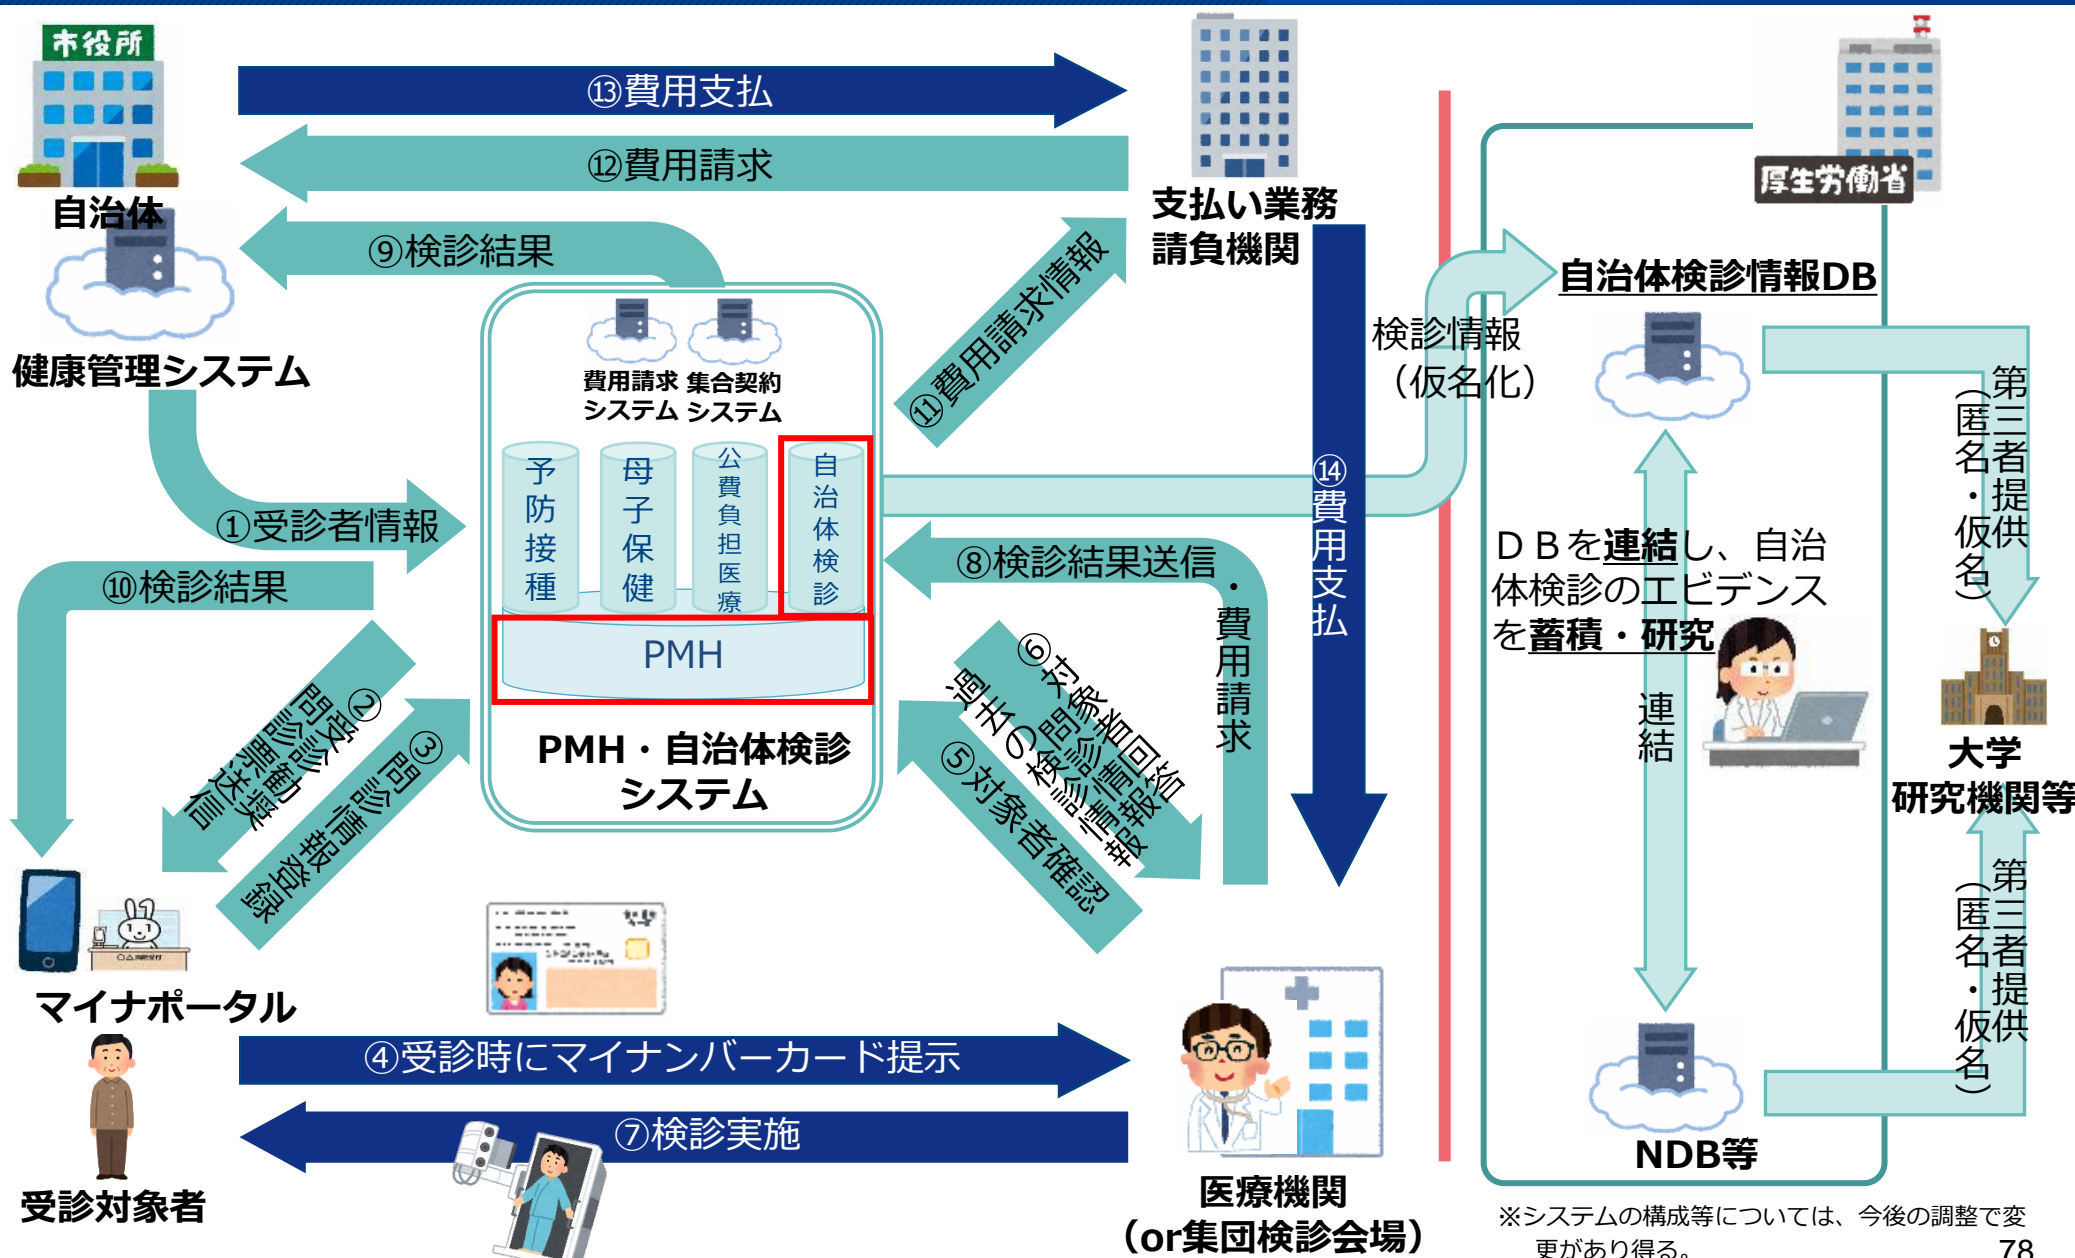 市役所
自治体
健康管理システム
⑬費用支払
⑫費用請求
⑨検診結果
支払い業務
請負機関
⑪費用請求情報
費用請求
システム
集合契約
システム
予防接種
母子保健
公費負担医療
自治体検診
PMH
PMH・自治体検診
システム
①受診者情報
⑩検診結果
②受診勧奨
問診票送信
③問診情報登録
マイナポータル
④受診時にマイナンバーカード提示
⑦検診実施
受診対象者
⑤対象者確認
⑥対象者回答
問診情報
過去の検診情報
⑧検診結果送信
・費用請求
⑭費用支払
医療機関
（or集団検診会場）
検診情報
（仮名化）
厚生労働省
自治体検診情報DB
ＤＢを連結し、自治
体検診のエビデンス
を蓄積・研究
連結
NDB等
第三者提供
（匿名・仮名）
大学
研究機関等
第三者提供
（匿名・仮名）
※システムの構成等については、今後の調整で変
更があり得る。
78